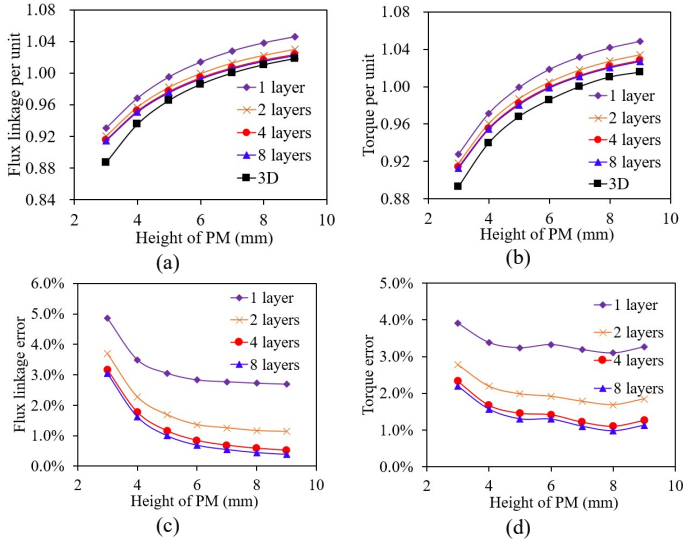 1.08
1.04
1.00
0.96
0.92
0.88
0.84
Flux linkage per unit
1 layer
2 layers
4 layers
8 layers
3D
2 4 6 8 10
Height of PM (mm)
(a)
1.08
1.04
1.00
0.96
0.92
0.88
Torque per unit
1 layer
2 layers
4 layers
8 layers
3D
2 4 6 8 10
Height of PM (mm)
(b)
6.0%
5.0%
4.0%
3.0%
2.0%
1.0%
0.0%
Flux linkage error
1 layer
2 layers
4 layers
8 layers
2 4 6 8 10
Height of PM (mm)
(c)
5.0%
4.0%
3.0%
2.0%
1.0%
0.0%
Torque error
1 layer
2 layers
4 layers
8 layers
2 4 6 8 10
Height of PM (mm)
(d)